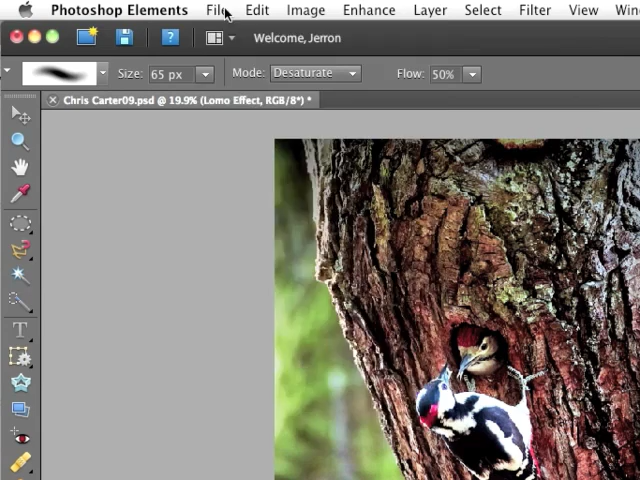 Photoshop Elements File Edit Image Enhance Layer Select Filter View
Welcome, Jerron
Size: 65 px Mode: Desaturate Flow: 50%
Chris Carter09.psd @ 19.9% (Lomo Effect, RGB/8*) *
T